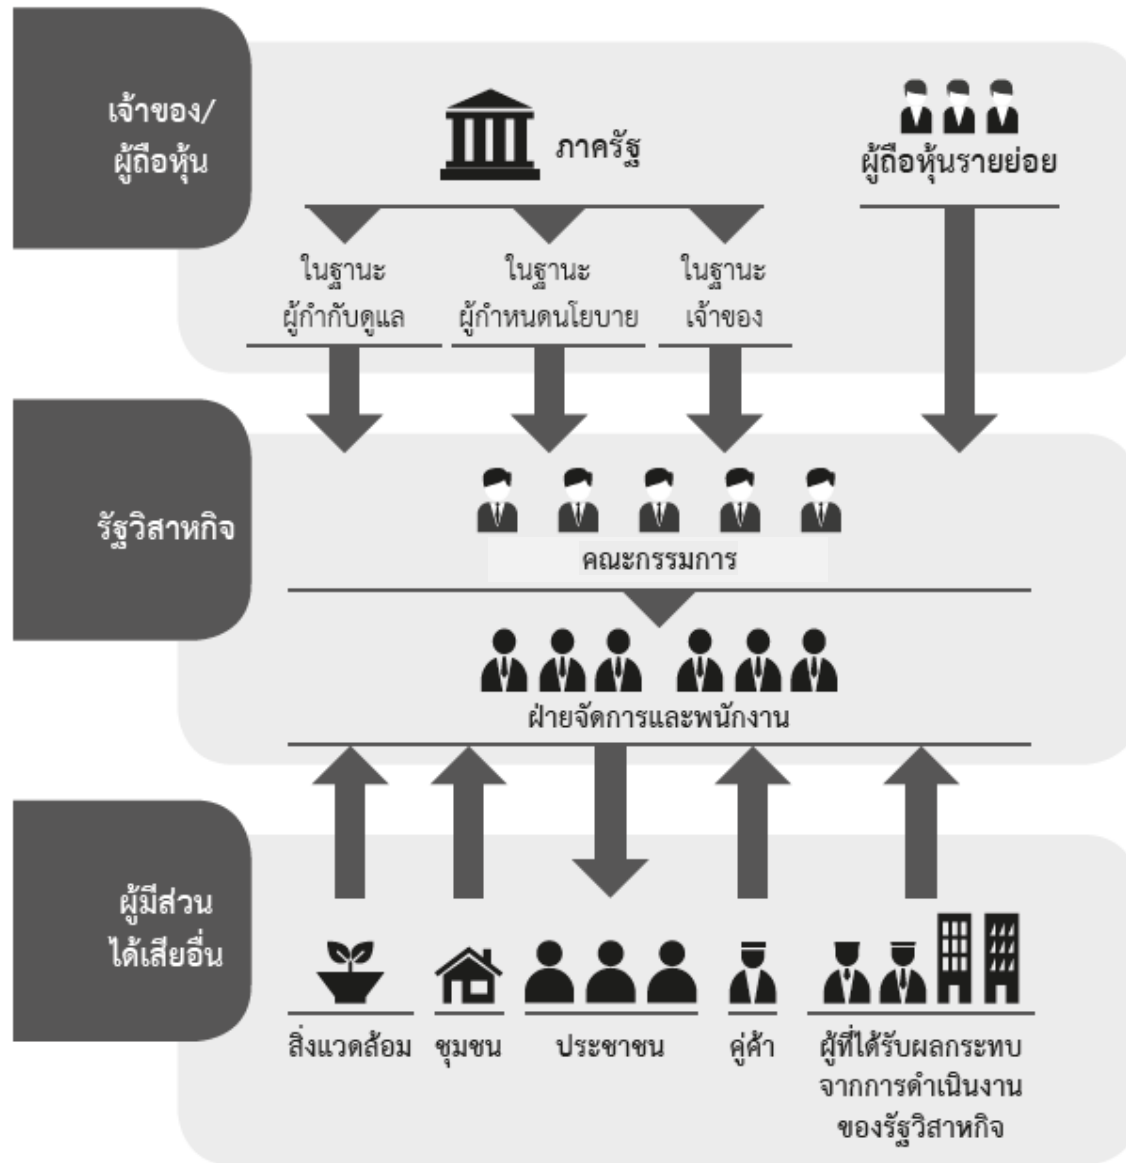 เจ้าของ/
ผู้ถือหุ้น
ภาครัฐ
ผู้ถือหุ้นรายย่อย
ในฐานะ
ผู้กำกับดูแล
ในฐานะ
ผู้กำหนดนโยบาย
ในฐานะ
เจ้าของ
รัฐวิสาหกิจ
คณะกรรมการ
ฝ่ายจัดการและพนักงาน
ผู้มีส่วน
ได้เสียอื่น
สิ่งแวดล้อม
ชุมชน
ประชาชน
คู่ค้า
ผู้ที่ได้รับผลกระทบ
จากการดำเนินงาน
ของรัฐวิสาหกิจ